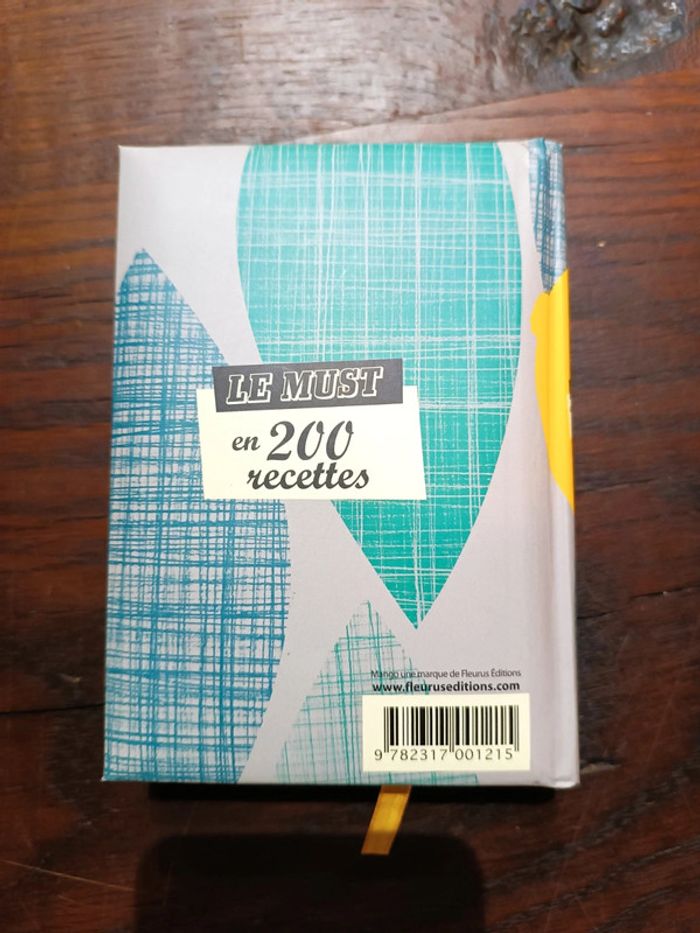 LE MUST
en 200
recettes
Mango une marque de Fleurus Éditions
www.fleuruseditions.com
9 782317 001215